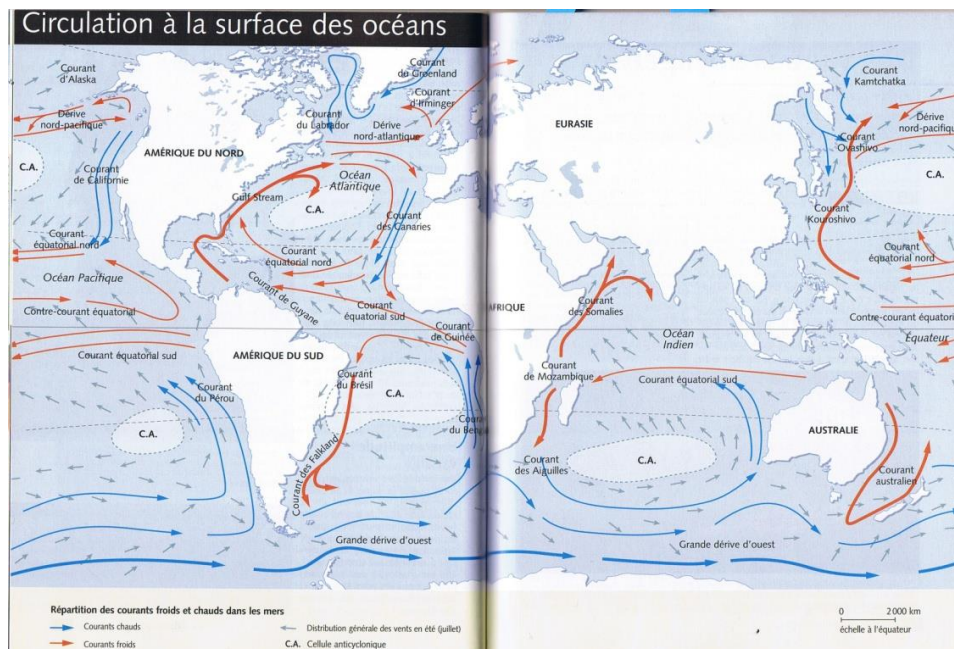 Circulation à la surface des océans
Courant
d'Alaska
Dérive
nord-pacifique
C.A.
Courant
de Californie
Courant
équatorial nord
Océan Pacifique
Contre-courant équatorial
Courant équatorial sud
AMÉRIQUE DU NORD
Courant
du Groenland
Courant
d'Irminger
Courant
du Labrador
Dérive
nord-atlantique
Océan
Atlantique
Gulf Stream
C.A.
Courant
des Canaries
Courant
équatorial nord
Courant de Guyane
Courant
équatorial sud
Courant
de Guinée
AMÉRIQUE DU SUD
Courant
du Pérou
C.A.
Courant
du Brésil
C.A.
Courant
Courant des Falkland
Grande dérive d'ouest
EURASIE
Courant
Kamtchatka
Dérive
nord-pacifique
Courant
Oyashivo
C.A.
Courant
Kouroshivo
Courant
équatorial nord
Contre-courant équatorial
Équateur
FRIQUE
Courant
des Somalies
Océan
Indien
Courant
de Mozambique
Courant équatorial sud
AUSTRALIE
Courant
des Aiguilles
C.A.
Courant
australien
Grande dérive d'ouest
Répartition des courants froids et chauds dans les mers
Courants chauds
Courants froids
Distribution générale des vents en été (juillet)
C.A. Cellule anticyclonique
0 2 000 km
échelle à l'équateur